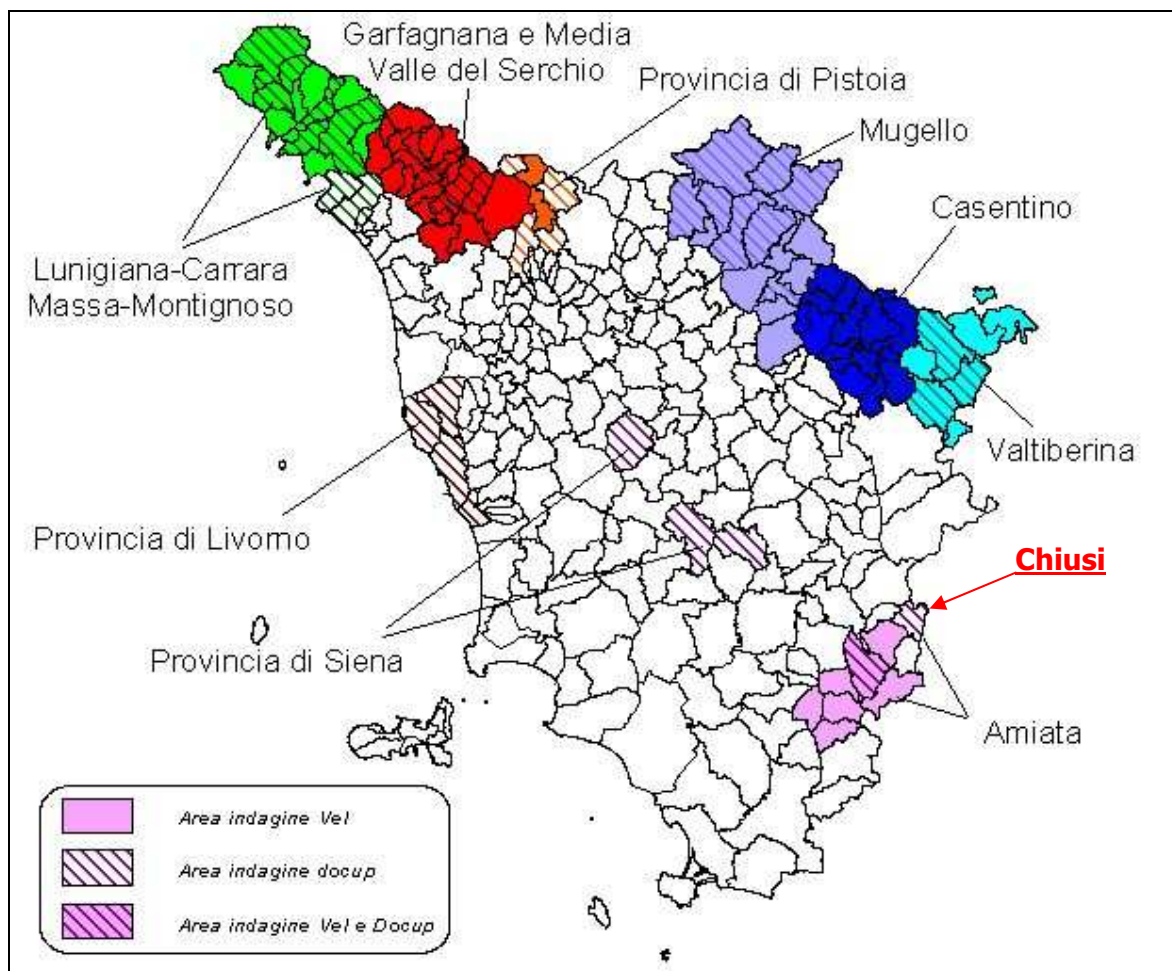 Garfagnana e Media
Valle del Serchio
Provincia di Pistoia
Mugello
Casentino
Lunigiana-Carrara
Massa-Montignoso
Valtiberina
Provincia di Livorno
Chiusi
Provincia di Siena
Amiata
Area indagine Vel
Area indagine docup
Area indagine Vel e Docup